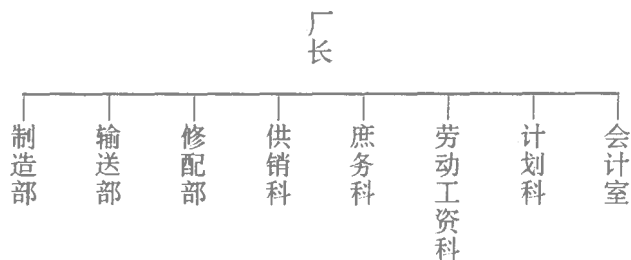 厂长
制造部
输送部
修配部
供销科
庶务科
劳动工资科
计划科
会计室